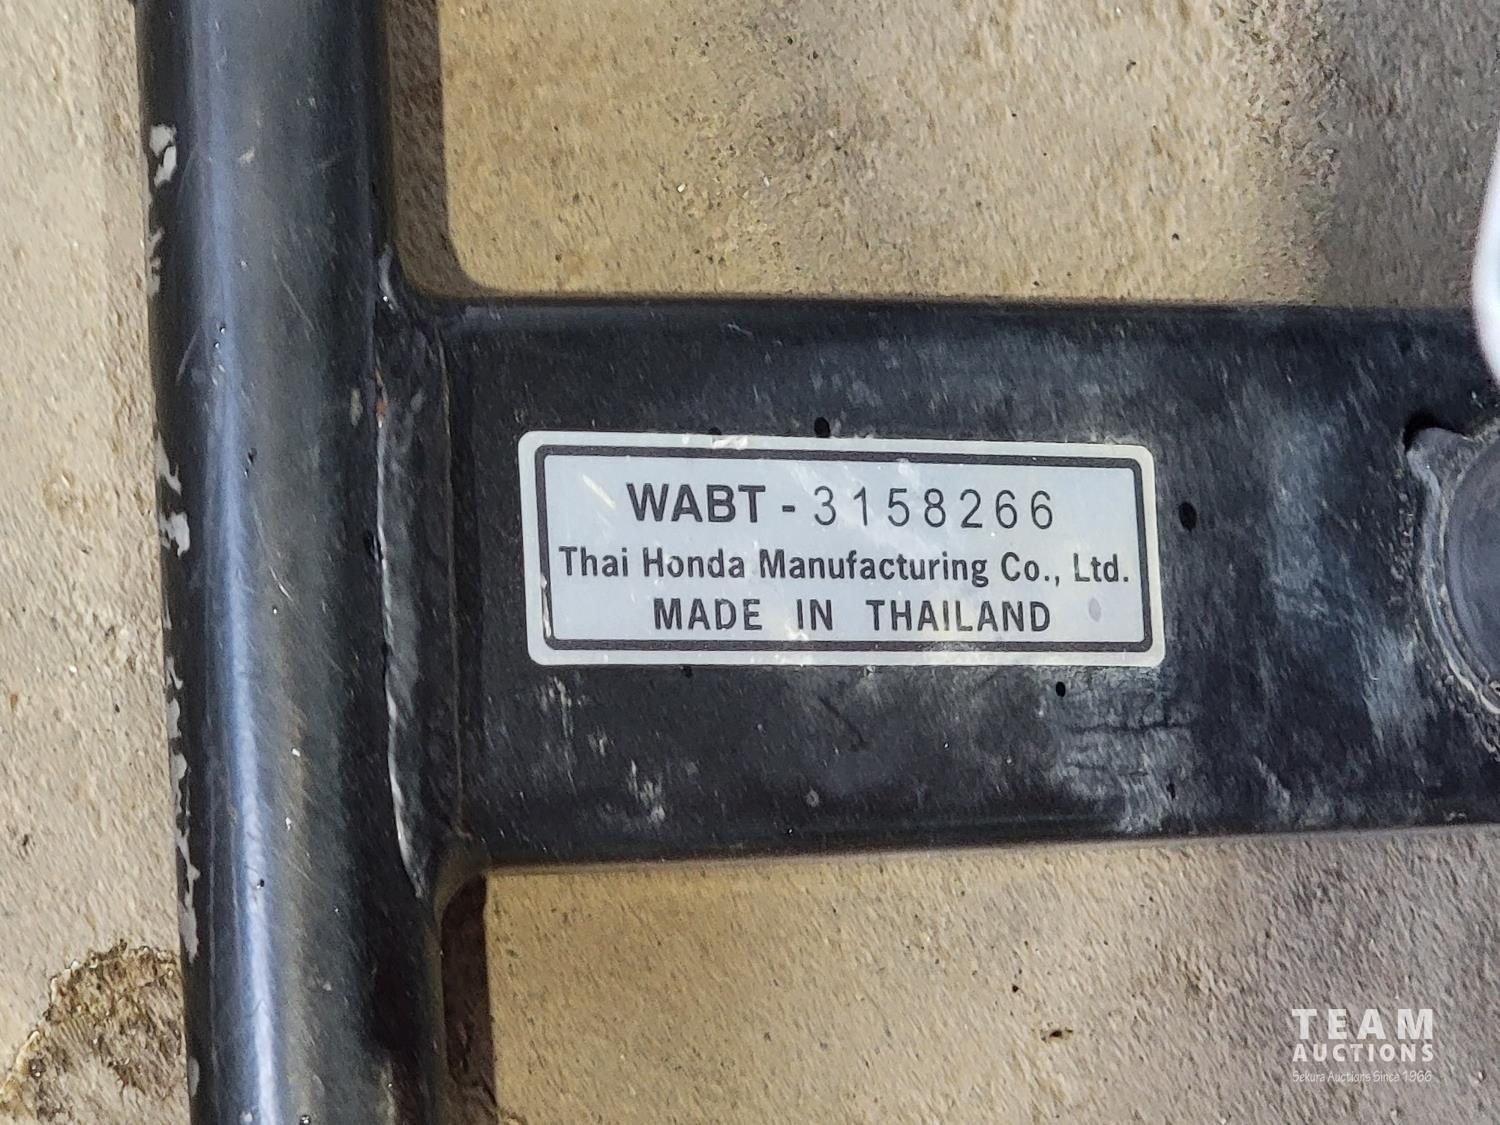 WABT - 3158266
Thai Honda Manufacturing Co., Ltd.
MADE IN THAILAND
TEAM
AUCTIONS
Sekura Auctions Since 1966